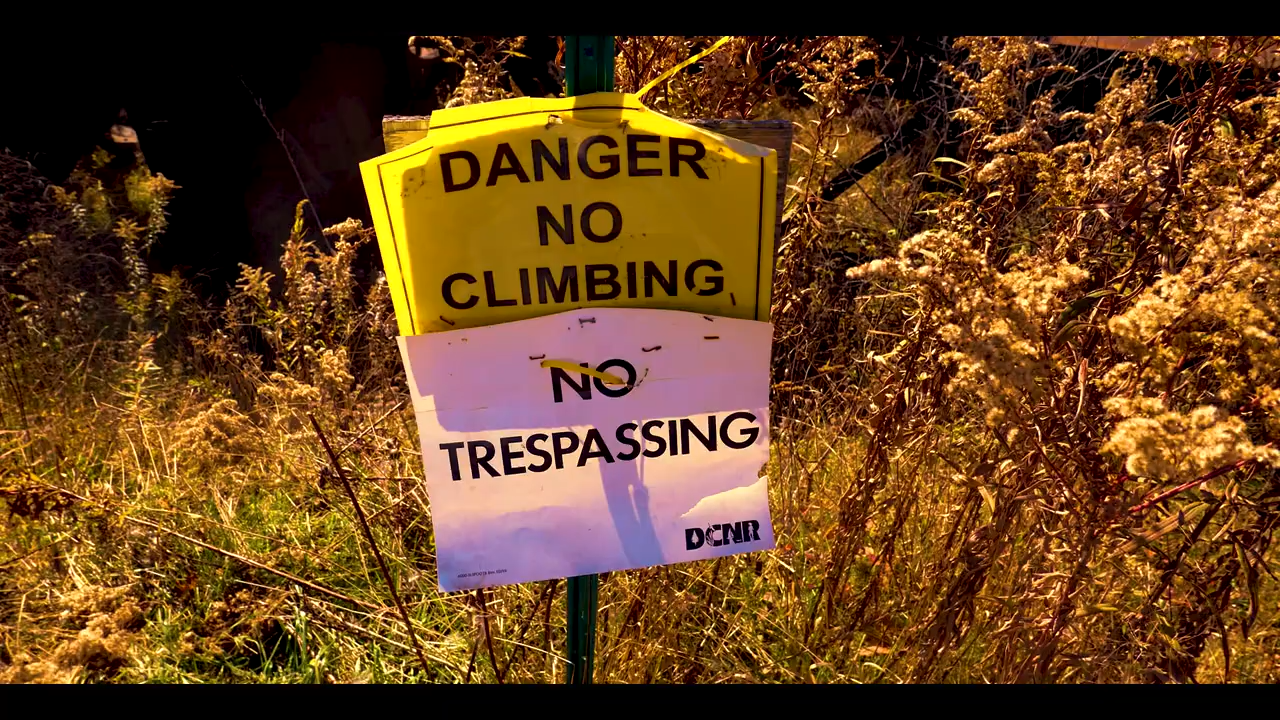 DANGER
NO
CLIMBING
NO
TRESPASSING
DCNR